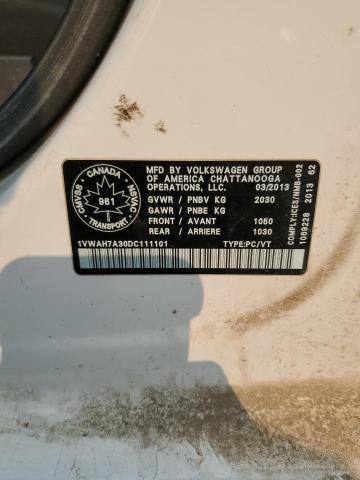 CANADA
CMVSS
NSVAC
961
TRANSPORT
MFD BY VOLKSWAGEN GROUP
OF AMERICA CHATTANOOGA
OPERATIONS, LLC. 03/2013
GVWR / PNBV KG 2030
GAWR / PNBE KG
FRONT / AVANT 1050
REAR / ARRIERE 1030
1VWAH7A30DC111101 TYPE:PC/VT
COMPLY:ICES/NMB-002
1069228 2013 62